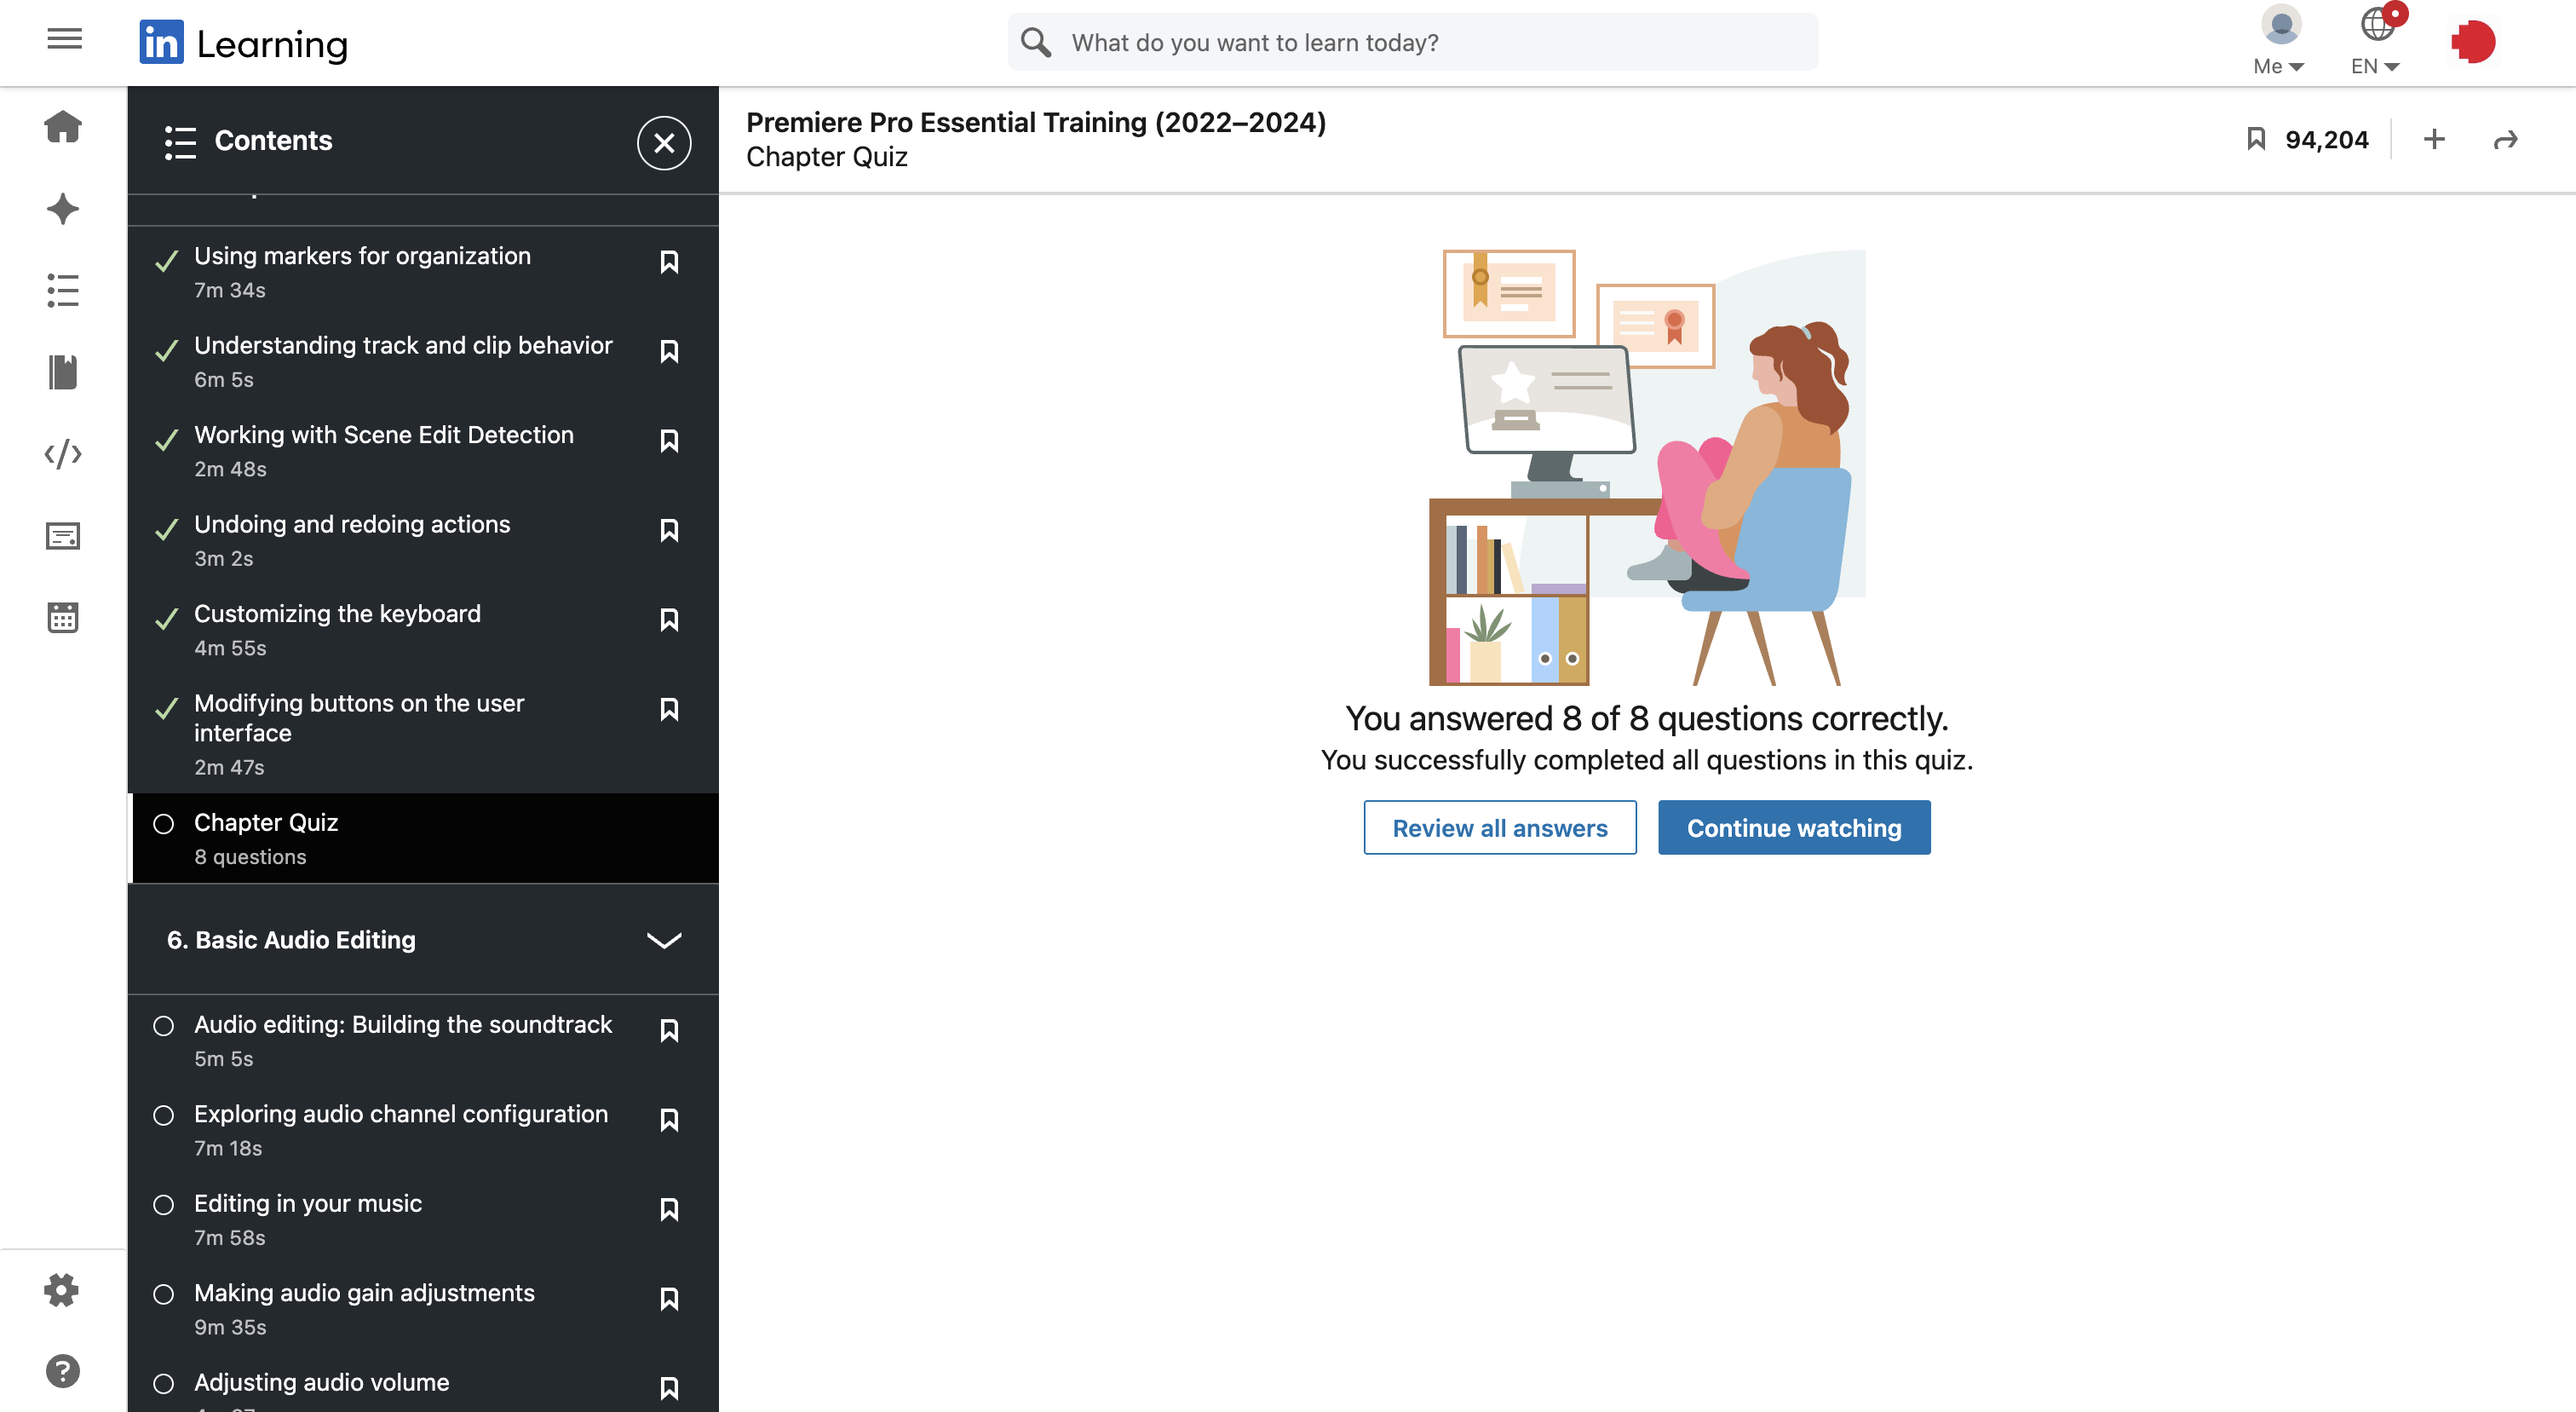 in Learning
What do you want to learn today?
Me
EN
Contents
Premiere Pro Essential Training (2022–2024)
Chapter Quiz
94,204
Using markers for organization
7m 34s
Understanding track and clip behavior
6m 5s
Working with Scene Edit Detection
2m 48s
Undoing and redoing actions
3m 2s
Customizing the keyboard
4m 55s
Modifying buttons on the user
interface
2m 47s
Chapter Quiz
8 questions
6. Basic Audio Editing
Audio editing: Building the soundtrack
5m 5s
Exploring audio channel configuration
7m 18s
Editing in your music
7m 58s
Making audio gain adjustments
9m 35s
Adjusting audio volume
You answered 8 of 8 questions correctly.
You successfully completed all questions in this quiz.
Review all answers
Continue watching